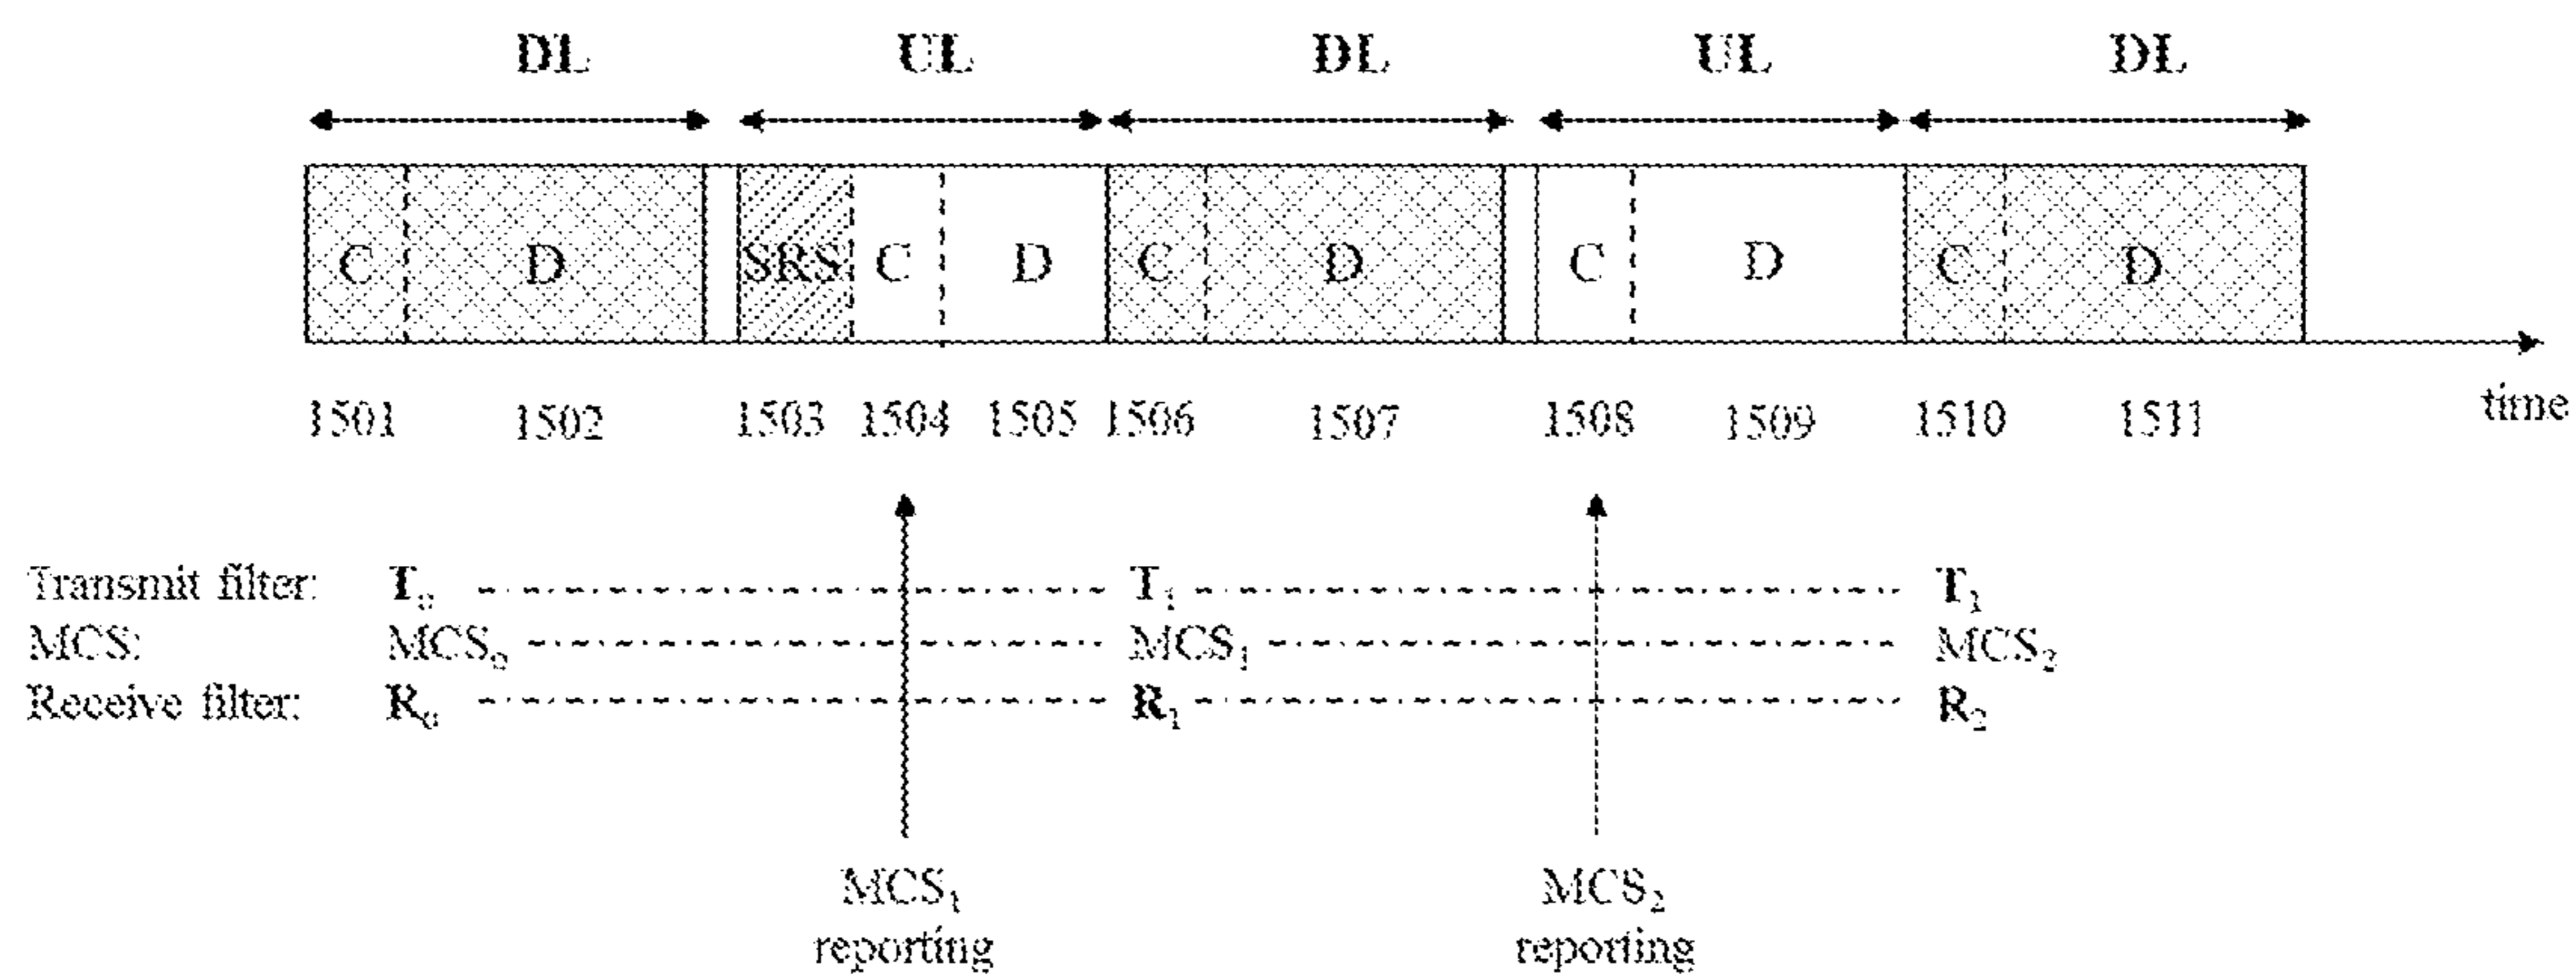 DL UL DL UL DL
C D SRS C D C D C D C D
1501 1502 1503 1504 1505 1506 1507 1508 1509 1510 1511 time
Transmit filter: T₀ T₁ T₁
MCS: MCS₀ MCS₁ MCS₂
Receive filter: R₀ R₁ R₂
MCS₁ MCS₂
reporting reporting